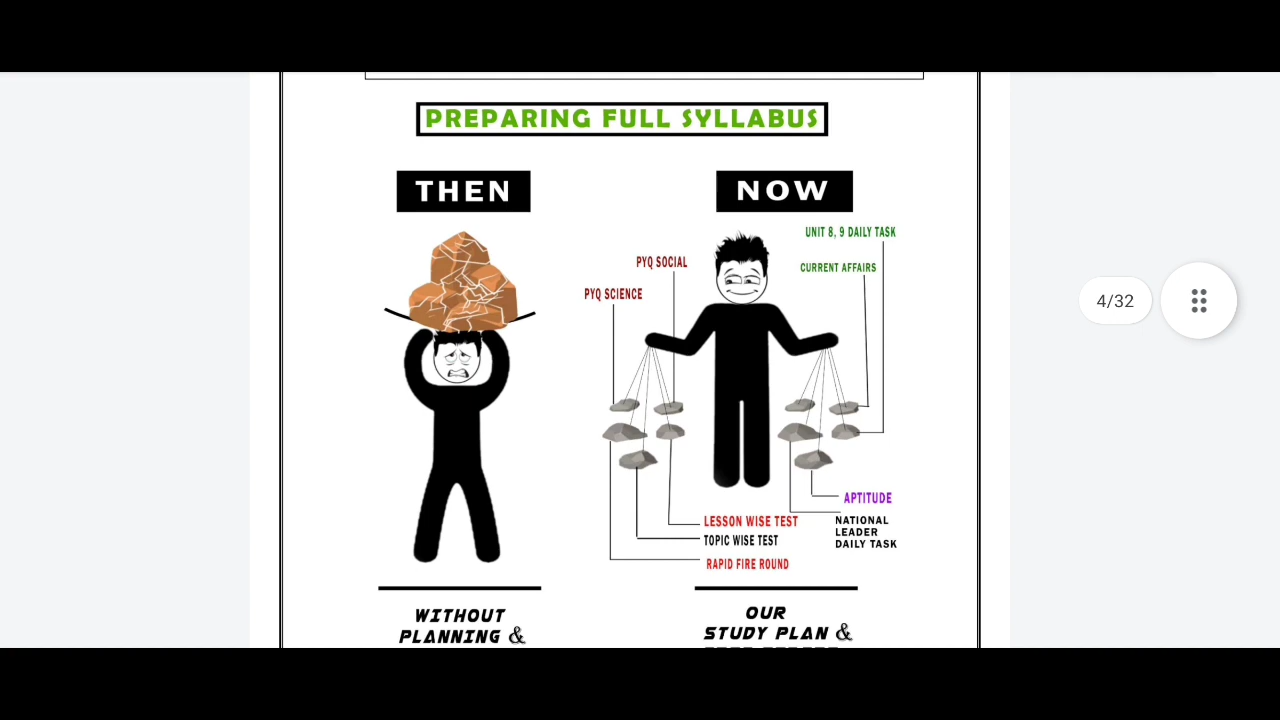 PREPARING FULL SYLLABUS
THEN
NOW
UNIT 8, 9 DAILY TASK
PYQ SOCIAL
CURRENT AFFAIRS
PYQ SCIENCE
4/32
APTITUDE
LESSON WISE TEST
NATIONAL
LEADER
DAILY TASK
TOPIC WISE TEST
RAPID FIRE ROUND
WITHOUT
PLANNING &
OUR
STUDY PLAN &